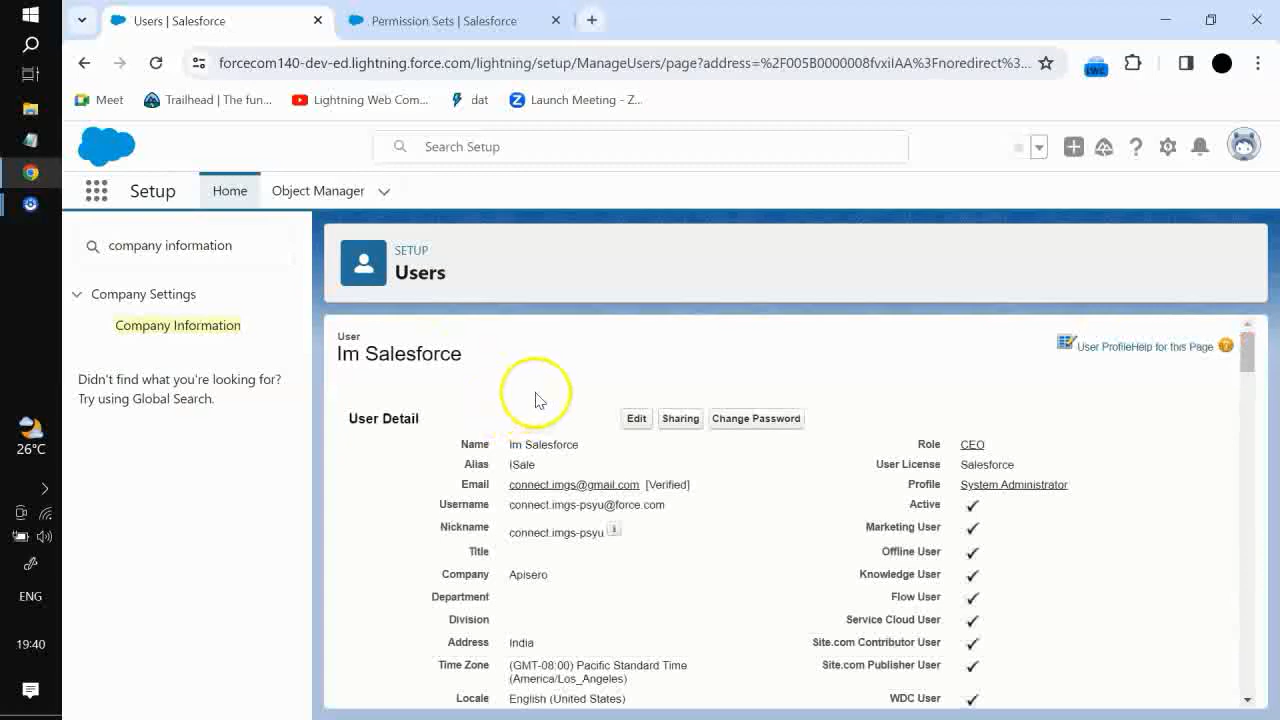 Users | Salesforce
Permission Sets | Salesforce
forcecom140-dev-ed.lightning.force.com/lightning/setup/ManageUsers/page?address=%2F005B0000008fvxiIAA%3Fnoredirect%3...
Meet
Trailhead | The fun...
Lightning Web Com...
dat
Launch Meeting - Z...
LWC
Search Setup
Setup
Home
Object Manager
company information
Company Settings
Company Information
Didn't find what you're looking for?
Try using Global Search.
SETUP
Users
User
Im Salesforce
User Profile
Help for this Page
User Detail
Edit
Sharing
Change Password
Name Im Salesforce
Role CEO
Alias ISale
User License Salesforce
Email connect.imgs@gmail.com [Verified]
Profile System Administrator
Username connect.imgs-psyu@force.com
Active
Nickname connect.imgs-psyu i
Marketing User
Title
Offline User
Company Apisero
Knowledge User
Department
Flow User
Division
Service Cloud User
Address India
Site.com Contributor User
Time Zone (GMT-08:00) Pacific Standard Time
(America/Los_Angeles)
Site.com Publisher User
Locale English (United States)
WDC User
26°C
ENG
19:40